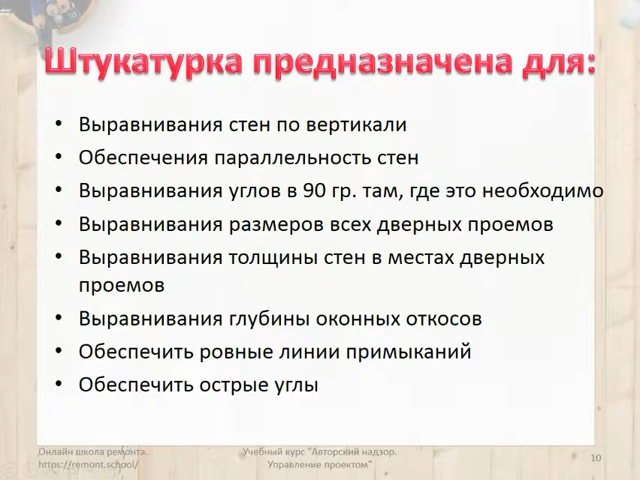 Штукатурка предназначена для:
• Выравнивания стен по вертикали
• Обеспечения параллельность стен
• Выравнивания углов в 90 гр. там, где это необходимо
• Выравнивания размеров всех дверных проемов
• Выравнивания толщины стен в местах дверных
проемов
• Выравнивания глубины оконных откосов
• Обеспечить ровные линии примыканий
• Обеспечить острые углы
Онлайн школа ремонта.
https://remont.school/
Учебный курс "Авторский надзор.
Управление проектом"
10